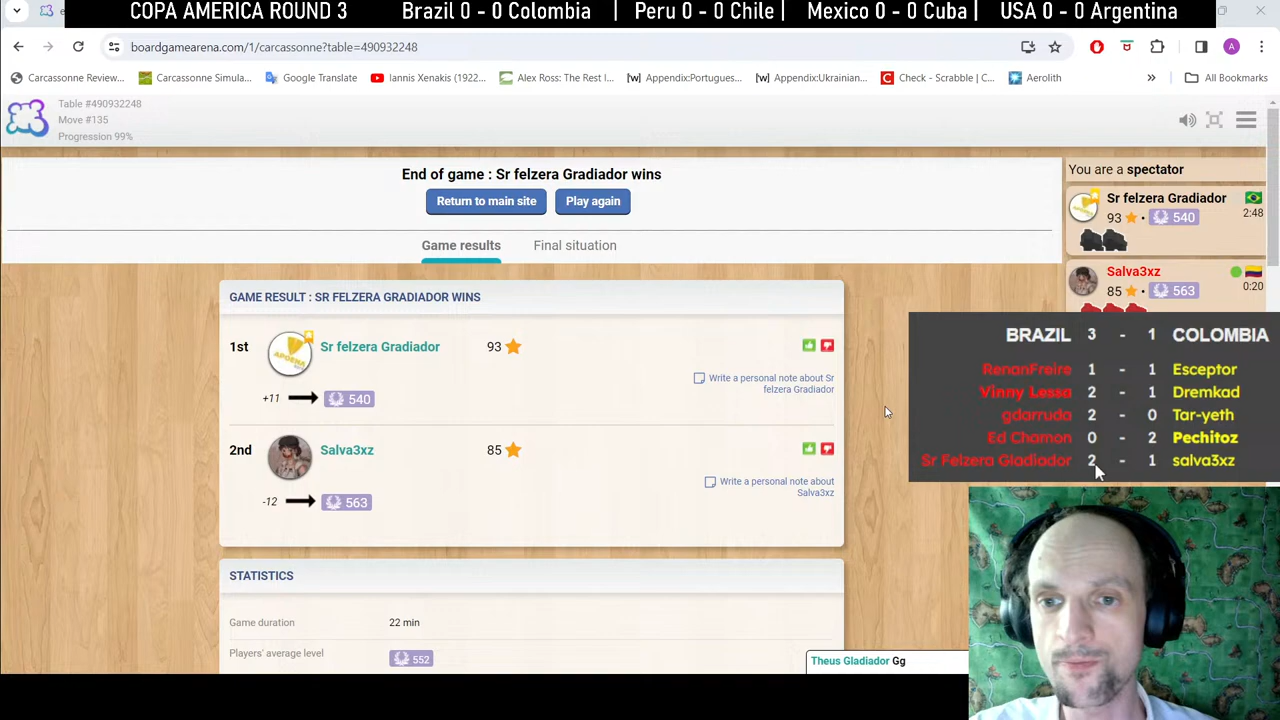 COPA AMERICA ROUND 3 Brazil 0 - 0 Colombia | Peru 0 - 0 Chile | Mexico 0 - 0 Cuba | USA 0 - 0 Argentina
boardgamearena.com/1/carcassonne?table=490932248
A
Carcassonne Review... Carcassonne Simula... Google Translate Iannis Xenakis (1922... Alex Ross: The Rest I... [w] Appendix:Portugues... [w] Appendix:Ukrainian... C Check - Scrabble | C... Aerolith » All Bookmarks
Table #490932248
Move #135
Progression 99%
End of game : Sr felzera Gradiador wins
Return to main site Play again
Game results Final situation
You are a spectator
Sr felzera Gradiador
93 • 540 2:48
Salva3xz
85 • 563 0:20
GAME RESULT : SR FELZERA GRADIADOR WINS
1st Sr felzera Gradiador 93
Write a personal note about Sr
felzera Gradiador
+11 540
2nd Salva3xz 85
Write a personal note about
Salva3xz
-12 563
BRAZIL 3 - 1 COLOMBIA
RenanFreire 1 - 1 Esceptor
Vinny Lessa 2 - 1 Dremkad
gdarruda 2 - 0 Tar-yeth
Ed Chamon 0 - 2 Pechitoz
Sr Felzera Gladiador 2 - 1 salva3xz
STATISTICS
Game duration 22 min
Players' average level 552
Theus Gladiador Gg